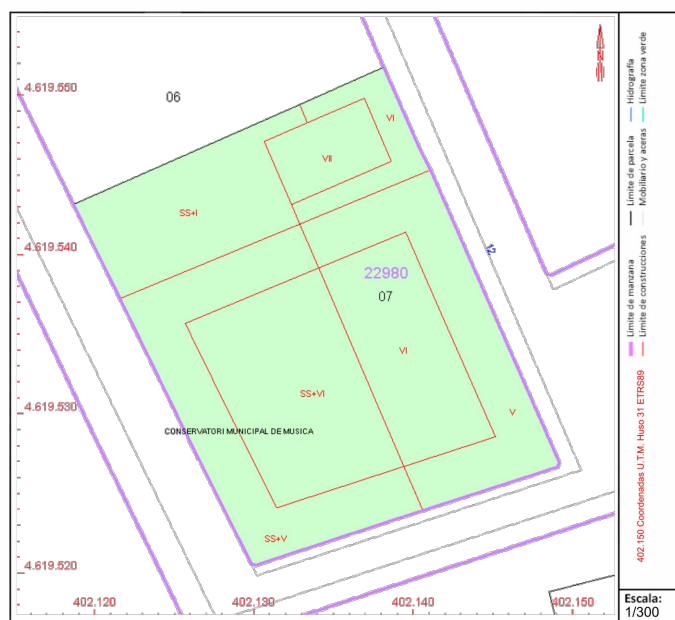 4.619.550
4.619.540
4.619.530
4.619.520
402.120
402.130
402.140
402.150
06
VI
VII
SS+I
12
22980
07
VI
SS+VI
V
CONSERVATORI MUNICIPAL DE MUSICA
SS+V
N
Hidrografía
Límite zona verde
Límite de parcela
Mobiliario y aceras
Límite de manzana
Límite de construcciones
402.150 Coordenadas U.T.M. Huso 31 ETRS89
Escala:
1/300